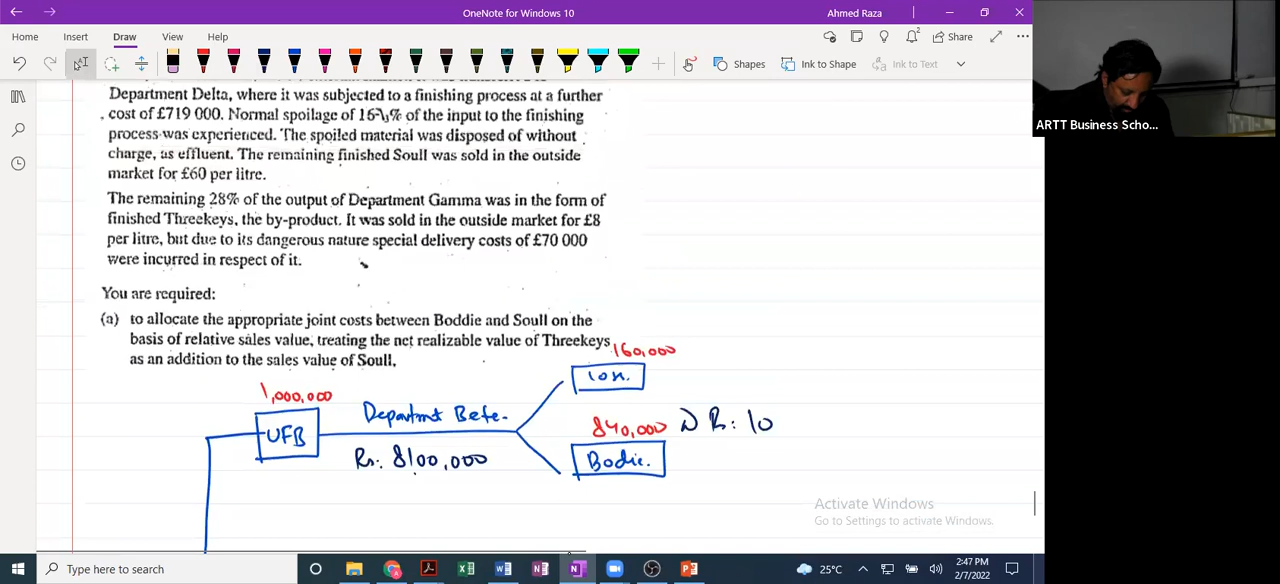 OneNote for Windows 10
Ahmed Raza
Home Insert Draw View Help
Share
Shapes
Ink to Shape
Ink to Text
Department Delta, where it was subjected to a finishing process at a further
cost of £719 000. Normal spoilage of 16⅔% of the input to the finishing
process was experienced. The spoiled material was disposed of without
charge, as effluent. The remaining finished Soull was sold in the outside
market for £60 per litre.
The remaining 28% of the output of Department Gamma was in the form of
finished Threekeys, the by-product. It was sold in the outside market for £8
per litre, but due to its dangerous nature special delivery costs of £70 000
were incurred in respect of it.
You are required:
(a) to allocate the appropriate joint costs between Boddie and Soull on the
basis of relative sales value, treating the net realizable value of Threekeys
as an addition to the sales value of Soull,
160,000
Loss.
1,000,000
UFB
Department Bete.
Rs: 8100,000
840,000
Rs: 10
Bodie.
Activate Windows
Go to Settings to activate Windows.
ARTT Business Scho...
Type here to search
25°C
2:47 PM
2/7/2022